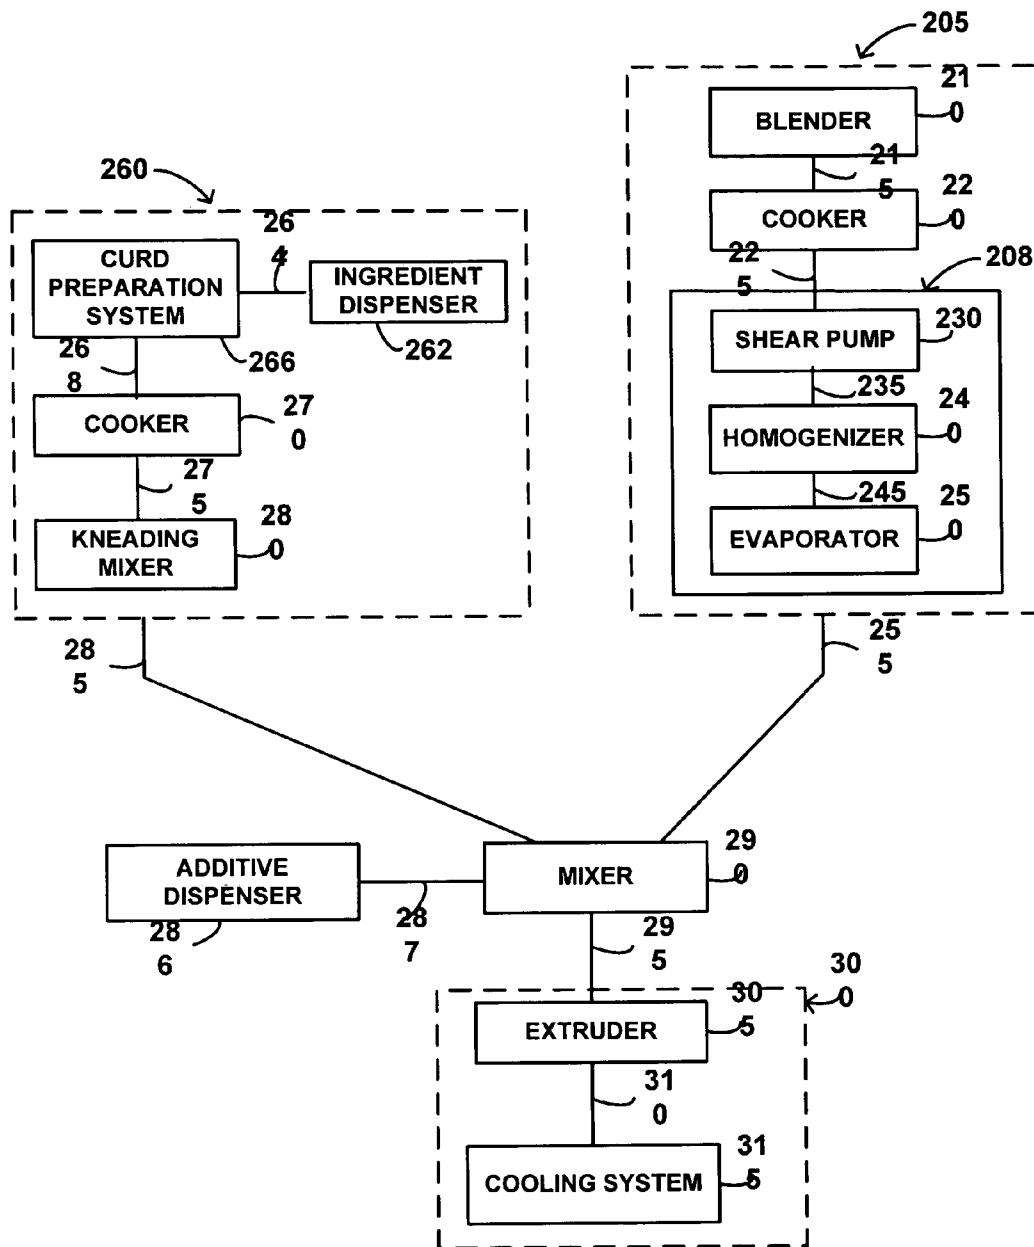 205
BLENDER
21
0
21
5
COOKER
22
0
22
5
208
SHEAR PUMP
230
235
HOMOGENIZER
24
0
245
EVAPORATOR
25
0
25
5
260
CURD
PREPARATION
SYSTEM
26
4
INGREDIENT
DISPENSER
262
266
26
8
COOKER
27
0
27
5
KNEADING
MIXER
28
0
28
5
ADDITIVE
DISPENSER
28
6
28
7
MIXER
29
0
29
5
30
0
EXTRUDER
30
5
31
0
COOLING SYSTEM
31
5